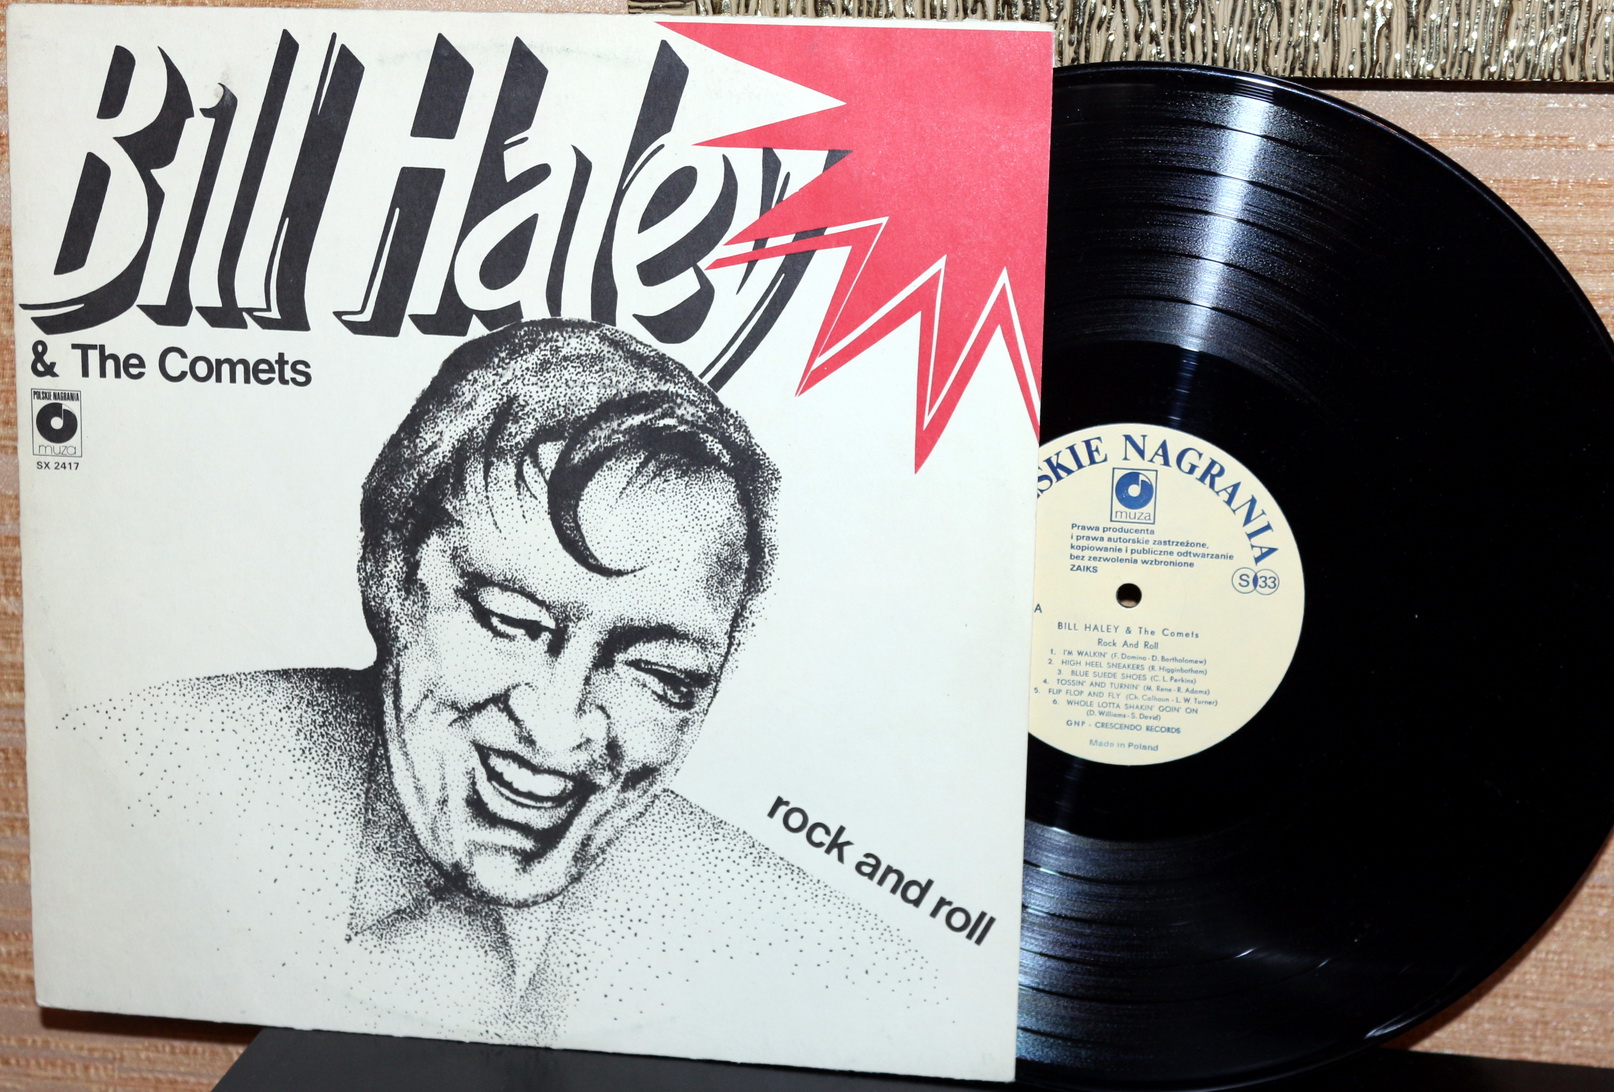 Bill Haley
& The Comets
POLSKIE NAGRANIA
muza
SX 2417
rock and roll
SKIE NAGRANIA
muza
Prawa producenta
i prawa autorskie zastrzeżone,
kopiowanie i publiczne odtwarzanie
bez zezwolenia wzbronione
ZAIKS
S 33
A
BILL HALEY & The Comets
Rock And Roll
1. I'M WALKIN' (F. Domino - D. Bartholomew)
2. HIGH HEEL SNEAKERS (R. Higginbotham)
3. BLUE SUEDE SHOES (C. L. Perkins)
4. TOSSIN' AND TURNIN' (M. Rene - R. Adams)
5. FLIP FLOP AND FLY (Ch. Calhoun - L. W. Turner)
6. WHOLE LOTTA SHAKIN' GOIN' ON
(D. Williams - S. David)
GNP - CRESCENDO RECORDS
Made in Poland